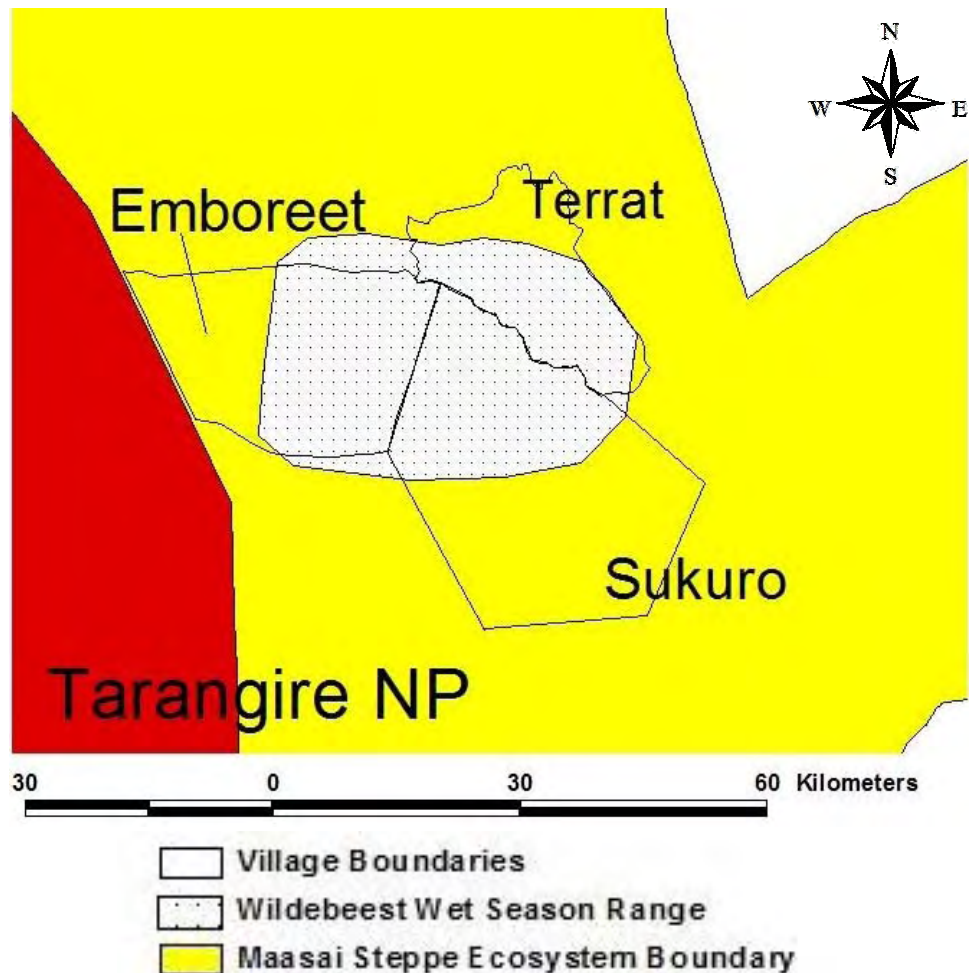 N
W E
S
Emboreet
Terrat
Sukuro
Tarangire NP
30 0 30 60 Kilometers
Village Boundaries
Wildebeest Wet Season Range
Maasai Steppe Ecosystem Boundary